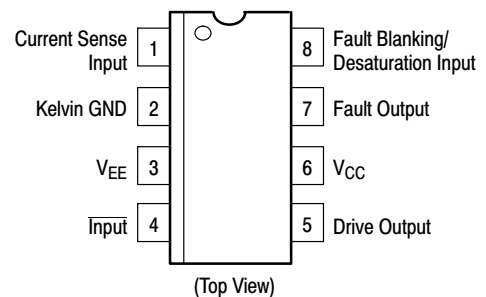 Current Sense
Input
1
Kelvin GND
2
VEE
3
Input
4
8
Fault Blanking/
Desaturation Input
7
Fault Output
6
VCC
5
Drive Output
(Top View)